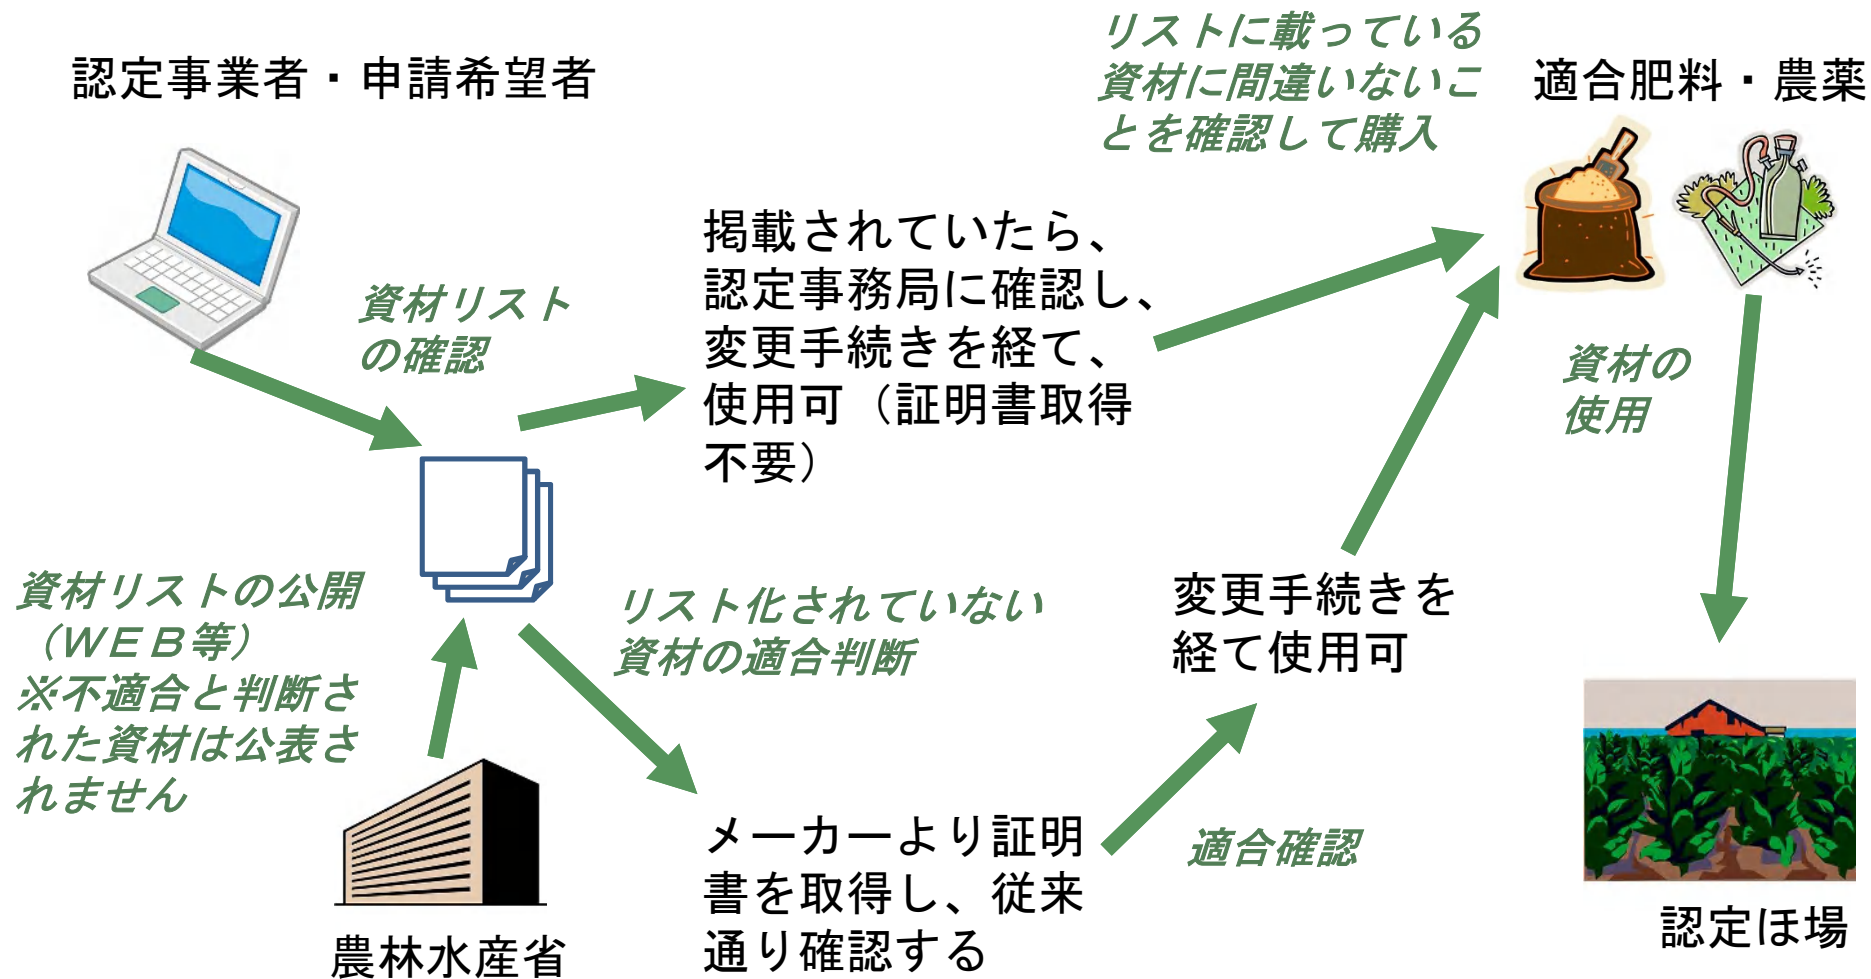 認定事業者・申請希望者
リストに載っている
資材に間違いないこ
とを確認して購入
適合肥料・農薬
資材リスト
の確認
掲載されていたら、
認定事務局に確認し、
変更手続きを経て、
使用可（証明書取得
不要）
資材の
使用
資材リストの公開
（ＷＥＢ等）
※不適合と判断さ
れた資材は公表さ
れません
リスト化されていない
資材の適合判断
変更手続きを
経て使用可
メーカーより証明
書を取得し、従来
通り確認する
適合確認
農林水産省
認定ほ場